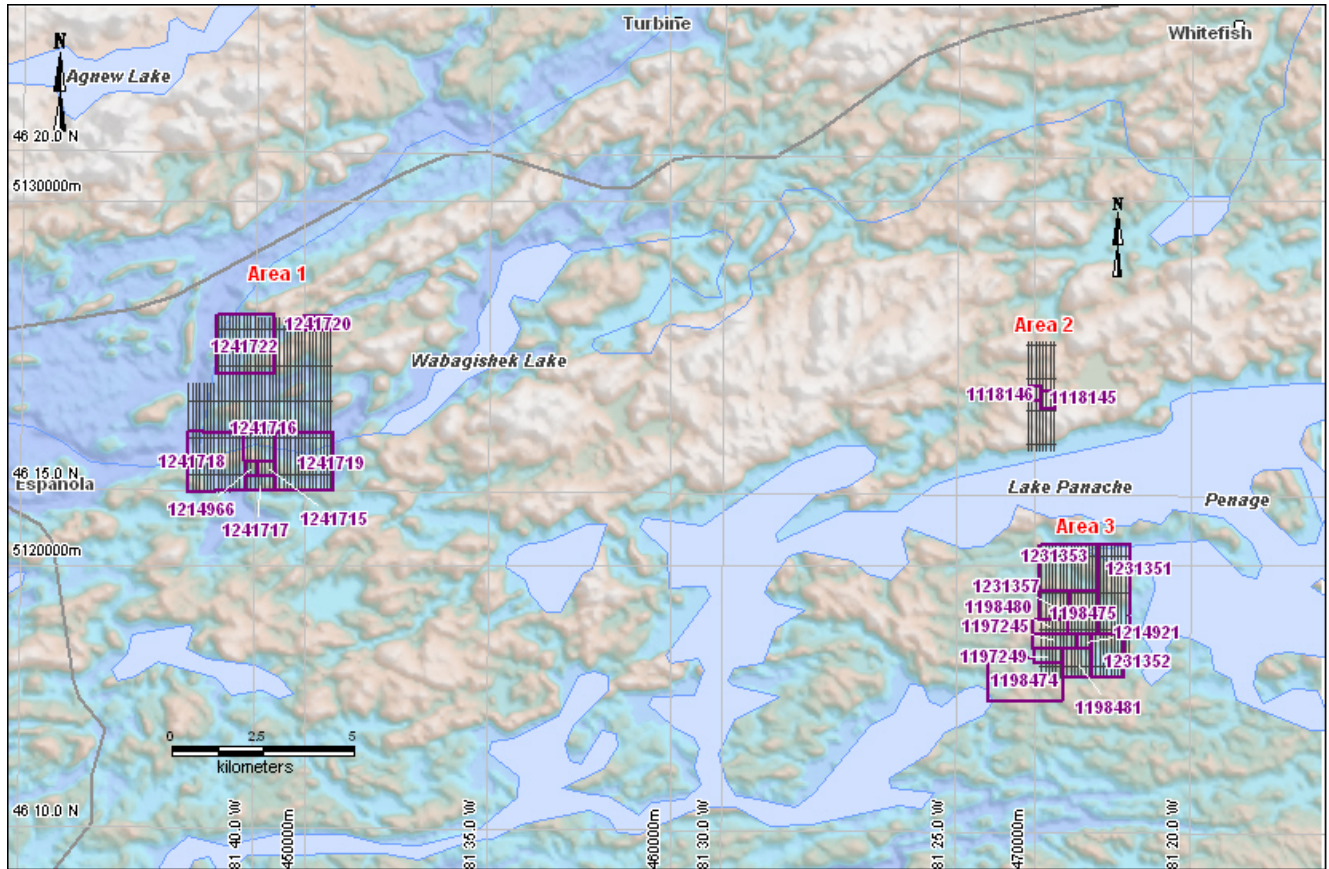 Turbine
Whitefish
N
Agnew Lake
46 20.0 N
5130000m
N
Area 1
1241720
1241722
Wabagishek Lake
Area 2
1118146
1118145
1241716
1241718
1241719
46 15.0 N
Espanola
1214966
1241717
1241715
Lake Panache
Penage
Area 3
5120000m
1231353
1231351
1231357
1198480
1198475
1197245
1214921
1197249
1231352
1198474
1198481
0 2.5 5
kilometers
46 10.0 N
81 40.0 W
450000m
81 35.0 W
460000m
81 30.0 W
81 25.0 W
470000m
81 20.0 W